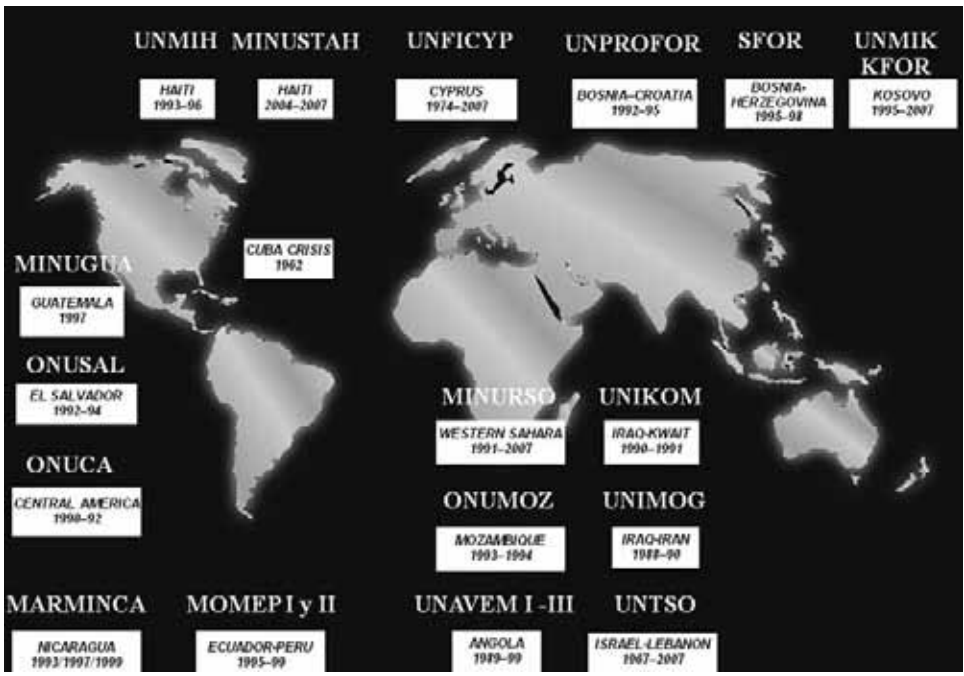 UNMIH
HAITI
1993–96
MINUSTAH
HAITI
2004–2007
UNFICYP
CYPRUS
1974–2007
UNPROFOR
BOSNIA–CROATIA
1992–95
SFOR
BOSNIA-
HERZEGOVINA
1995–98
UNMIK
KFOR
KOSOVO
1995–2007
CUBA CRISIS
1962
MINUGUA
GUATEMALA
1997
ONUSAL
EL SALVADOR
1992–94
ONUCA
CENTRAL AMERICA
1990–92
MINURSO
WESTERN SAHARA
1991–2007
UNIKOM
IRAQ-KWAIT
1990–1991
ONUMOZ
MOZAMBIQUE
1993–1994
UNIMOG
IRAQ-IRAN
1988–90
MARMINCA
NICARAGUA
1993/1997/1999
MOMEP I y II
ECUADOR-PERU
1995–99
UNAVEM I -III
ANGOLA
1989–99
UNTSO
ISRAEL-LEBANON
1967–2007